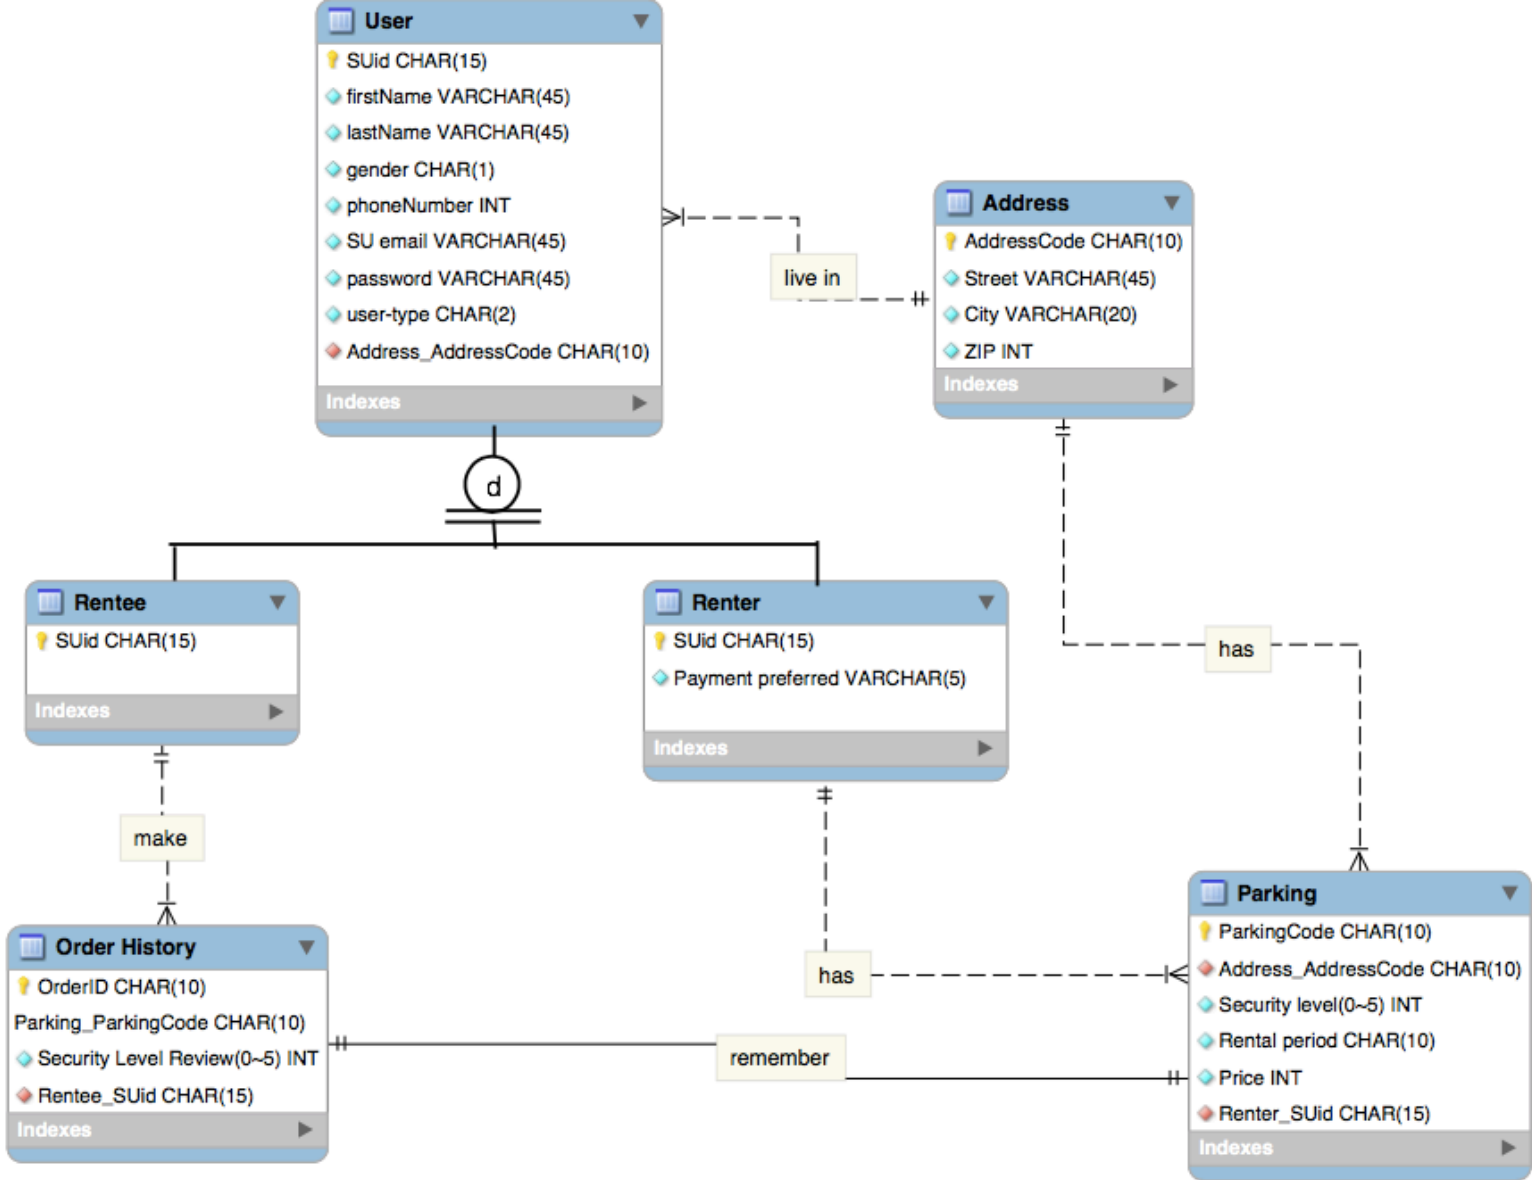 User
SUid CHAR(15)
firstName VARCHAR(45)
lastName VARCHAR(45)
gender CHAR(1)
phoneNumber INT
SU email VARCHAR(45)
password VARCHAR(45)
user-type CHAR(2)
Address_AddressCode CHAR(10)
Indexes
live in
Address
AddressCode CHAR(10)
Street VARCHAR(45)
City VARCHAR(20)
ZIP INT
Indexes
d
Rentee
SUid CHAR(15)
Indexes
Renter
SUid CHAR(15)
Payment preferred VARCHAR(5)
Indexes
has
make
has
Order History
OrderID CHAR(10)
Parking_ParkingCode CHAR(10)
Security Level Review(0~5) INT
Rentee_SUid CHAR(15)
Indexes
remember
Parking
ParkingCode CHAR(10)
Address_AddressCode CHAR(10)
Security level(0~5) INT
Rental period CHAR(10)
Price INT
Renter_SUid CHAR(15)
Indexes